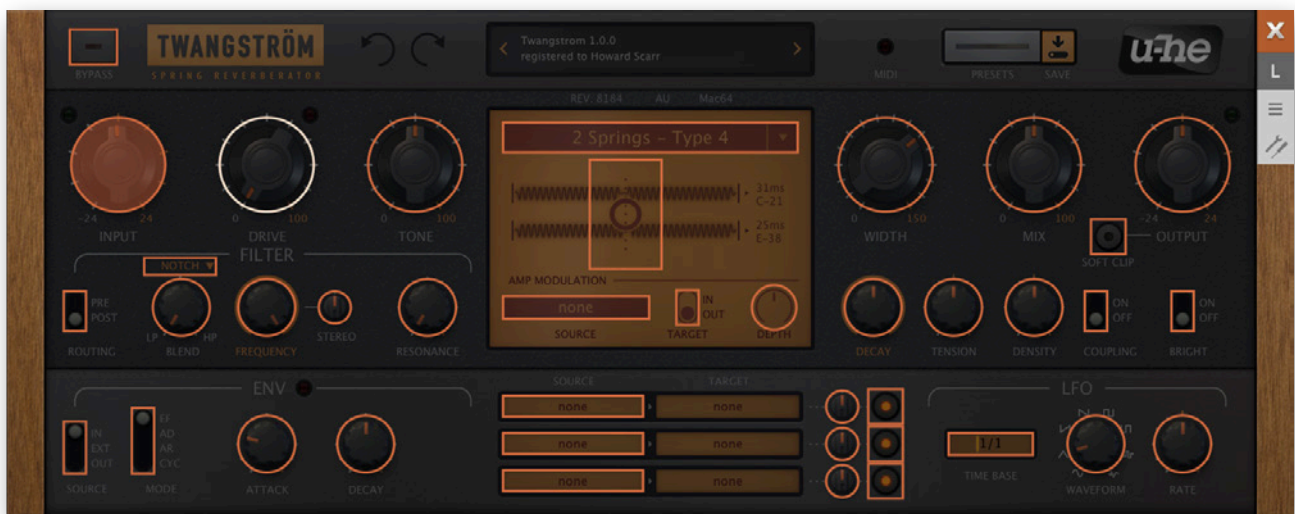 TWANGSTRÖM
SPRING REVERBERATOR
BYPASS
Twangstrom 1.0.0
registered to Howard Scarr
MIDI
PRESETS
SAVE
u-he
X
L
REV. 8184 AU Mac64
2 Springs – Type 4
31ms
C-21
25ms
E-38
-24 24
INPUT
0 100
DRIVE
TONE
0 150
WIDTH
0 100
MIX
-24 24
OUTPUT
SOFT CLIP
FILTER
NOTCH
PRE
POST
ROUTING
LP HP
BLEND
FREQUENCY
STEREO
RESONANCE
AMP MODULATION
none
SOURCE
IN
OUT
TARGET
DEPTH
DECAY
TENSION
DENSITY
ON
OFF
COUPLING
ON
OFF
BRIGHT
ENV
IN
EXT
OUT
SOURCE
EF
AD
AR
CYC
MODE
ATTACK
DECAY
SOURCE TARGET
none none
none none
none none
LFO
1/1
TIME BASE
WAVEFORM
RATE